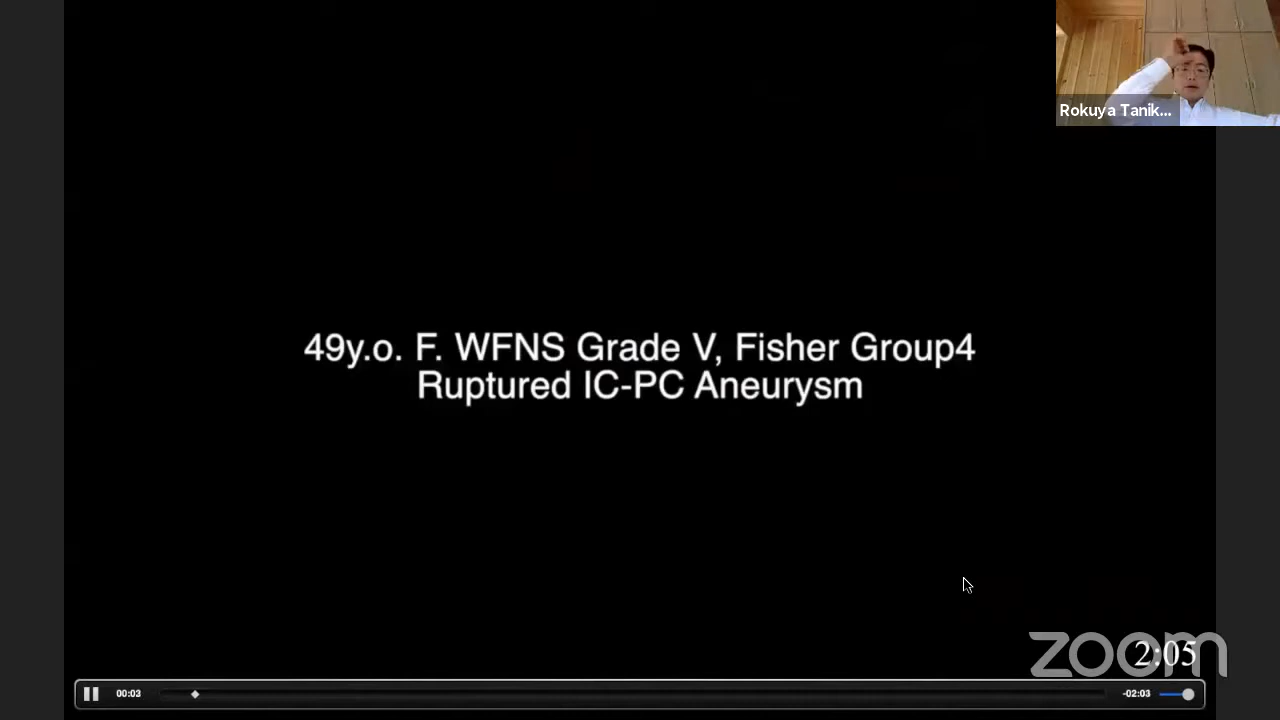 Rokuya Tanik...
49y.o. F. WFNS Grade V, Fisher Group4
Ruptured IC-PC Aneurysm
zoom
2:05
00:03
-02:03